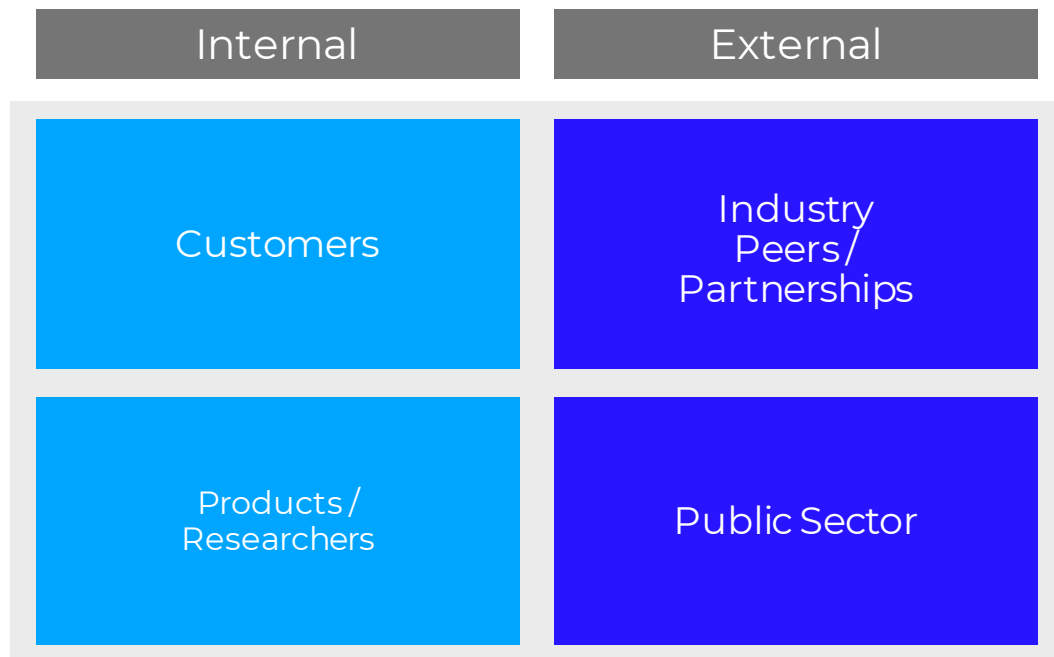 Internal
External
Customers
Industry
Peers /
Partnerships
Products /
Researchers
Public Sector